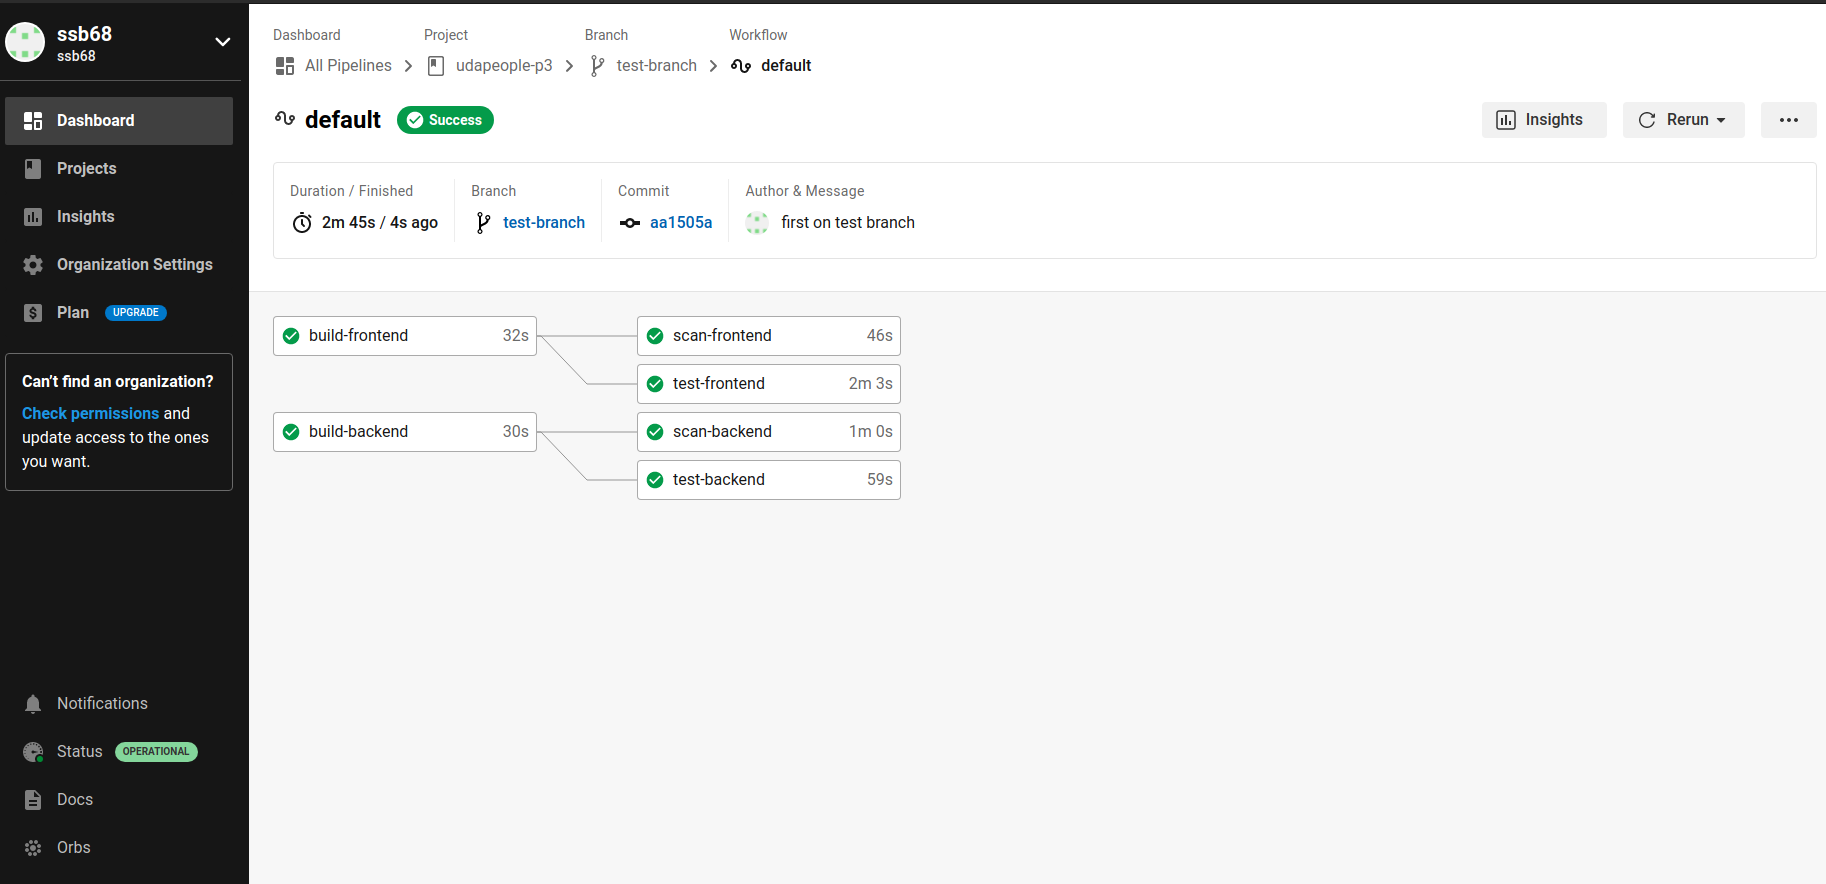 ssb68
ssb68
Dashboard
Projects
Insights
Organization Settings
Plan UPGRADE
Can't find an organization?
Check permissions and
update access to the ones
you want.
Notifications
Status OPERATIONAL
Docs
Orbs
Dashboard Project Branch Workflow
All Pipelines udapeople-p3 test-branch default
default Success
Insights Rerun
Duration / Finished Branch Commit Author & Message
2m 45s / 4s ago test-branch aa1505a first on test branch
build-frontend 32s scan-frontend 46s
test-frontend 2m 3s
build-backend 30s scan-backend 1m 0s
test-backend 59s